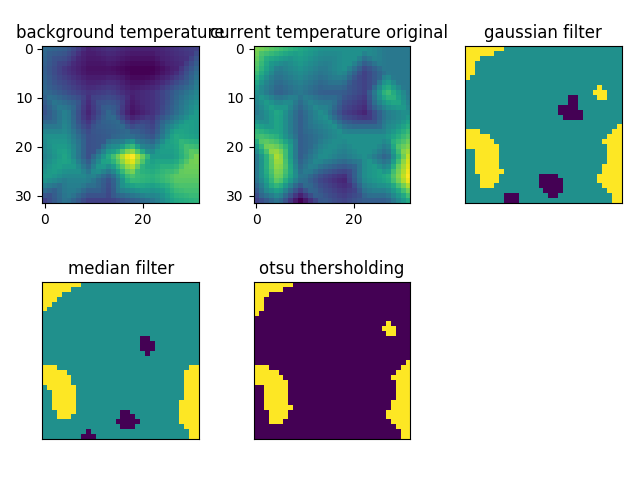 background temperature
current temperature original
gaussian filter
0
10
20
30
0
20
0
10
20
30
0
20
median filter
otsu thersholding